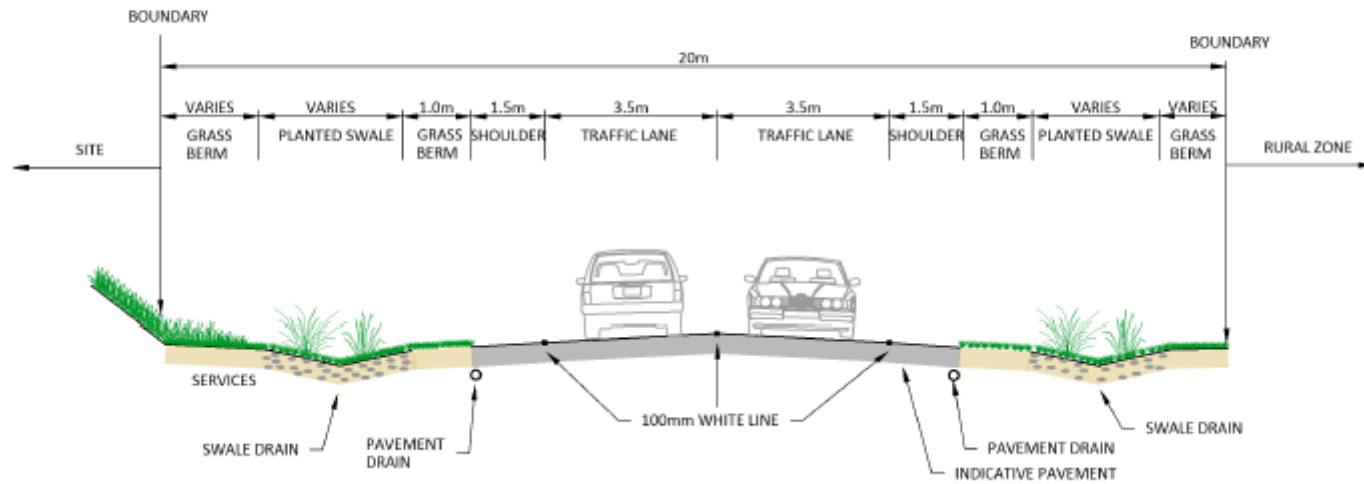 BOUNDARY
BOUNDARY
20m
VARIES
VARIES
1.0m
1.5m
3.5m
3.5m
1.5m
1.0m
VARIES
VARIES
GRASS
BERM
PLANTED SWALE
GRASS
BERM
SHOULDER
TRAFFIC LANE
TRAFFIC LANE
SHOULDER
GRASS
BERM
PLANTED SWALE
GRASS
BERM
SITE
RURAL ZONE
SERVICES
SWALE DRAIN
PAVEMENT
DRAIN
100mm WHITE LINE
PAVEMENT DRAIN
INDICATIVE PAVEMENT
SWALE DRAIN